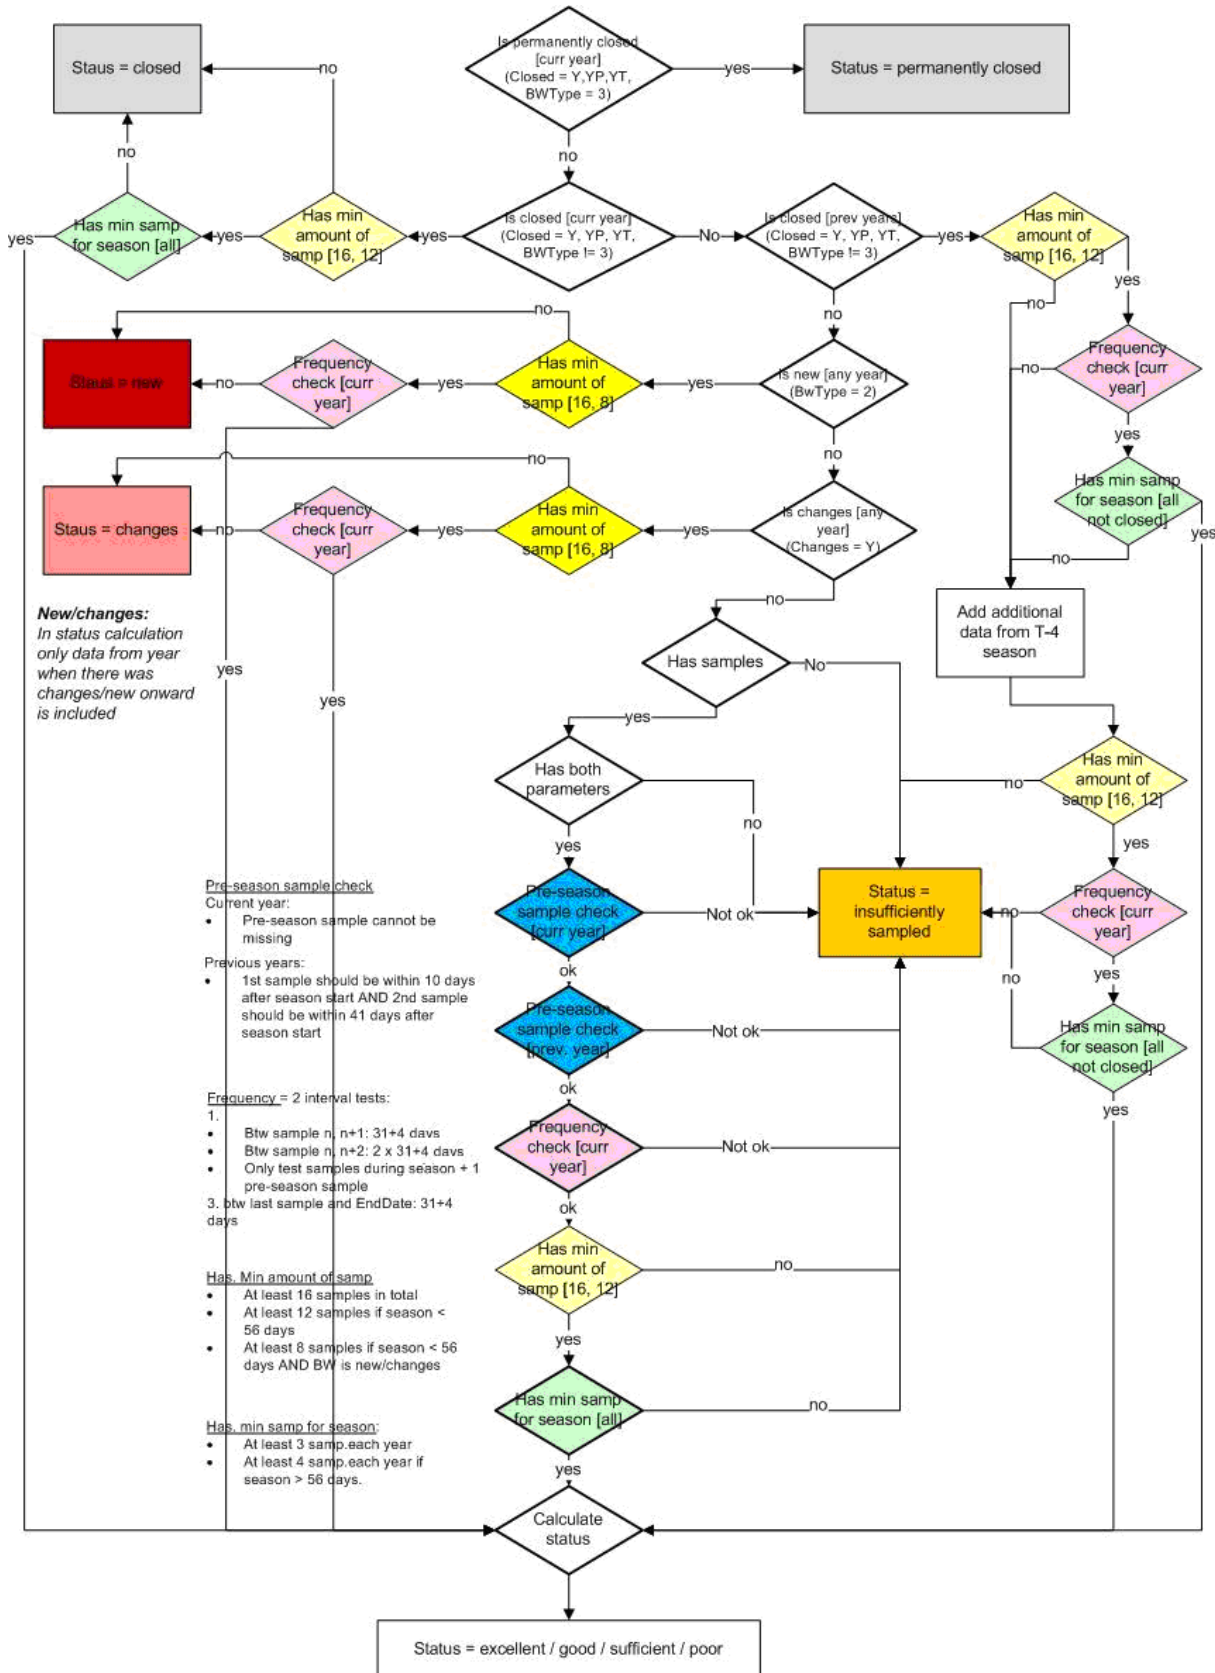 Is permanently closed
[curr year]
(Closed = Y,YP,YT,
BWType = 3)
yes
Status = permanently closed
Staus = closed
no
no
no
Has min samp
for season [all]
yes
yes
Has min
amount of
samp [16, 12]
yes
Is closed [curr year]
(Closed = Y, YP, YT,
BWType != 3)
No
Is closed [prev years]
(Closed = Y, YP, YT,
BWType != 3)
yes
Has min
amount of
samp [16, 12]
yes
no
no
no
Staus = new
no
Frequency
check [curr
year]
yes
Has min
amount of
samp [16, 8]
yes
Is new [any year]
(BwType = 2)
Frequency
check [curr
year]
no
yes
no
no
Staus = changes
no
Frequency
check [curr
year]
yes
Has min
amount of
samp [16, 8]
yes
Is changes [any
year]
(Changes = Y)
Has min samp
for season [all
not closed]
yes
no
no
New/changes:
In status calculation
only data from year
when there was
changes/new onward
is included
yes
yes
Has samples
No
Add additional
data from T-4
season
yes
Has both
parameters
no
no
Has min
amount of
samp [16, 12]
yes
yes
Pre-season
sample check
[curr year]
Not ok
Status =
insufficiently
sampled
no
Frequency
check [curr
year]
Pre-season sample check
Current year:
• Pre-season sample cannot be
missing
Previous years:
• 1st sample should be within 10 days
after season start AND 2nd sample
should be within 41 days after
season start
ok
yes
no
Pre-season
sample check
[prev. year]
Not ok
Has min samp
for season [all
not closed]
ok
yes
Frequency = 2 interval tests:
1.
• Btw sample n, n+1: 31+4 days
• Btw sample n, n+2: 2 x 31+4 days
• Only test samples during season + 1
pre-season sample
3. btw last sample and EndDate: 31+4
days
Frequency
check [curr
year]
Not ok
ok
Has min
amount of
samp [16, 12]
no
Has. Min amount of samp
• At least 16 samples in total
• At least 12 samples if season <
56 days
• At least 8 samples if season < 56
days AND BW is new/changes
yes
Has min samp
for season [all]
no
Has. min samp for season:
• At least 3 samp.each year
• At least 4 samp.each year if
season > 56 days.
yes
Calculate
status
Status = excellent / good / sufficient / poor